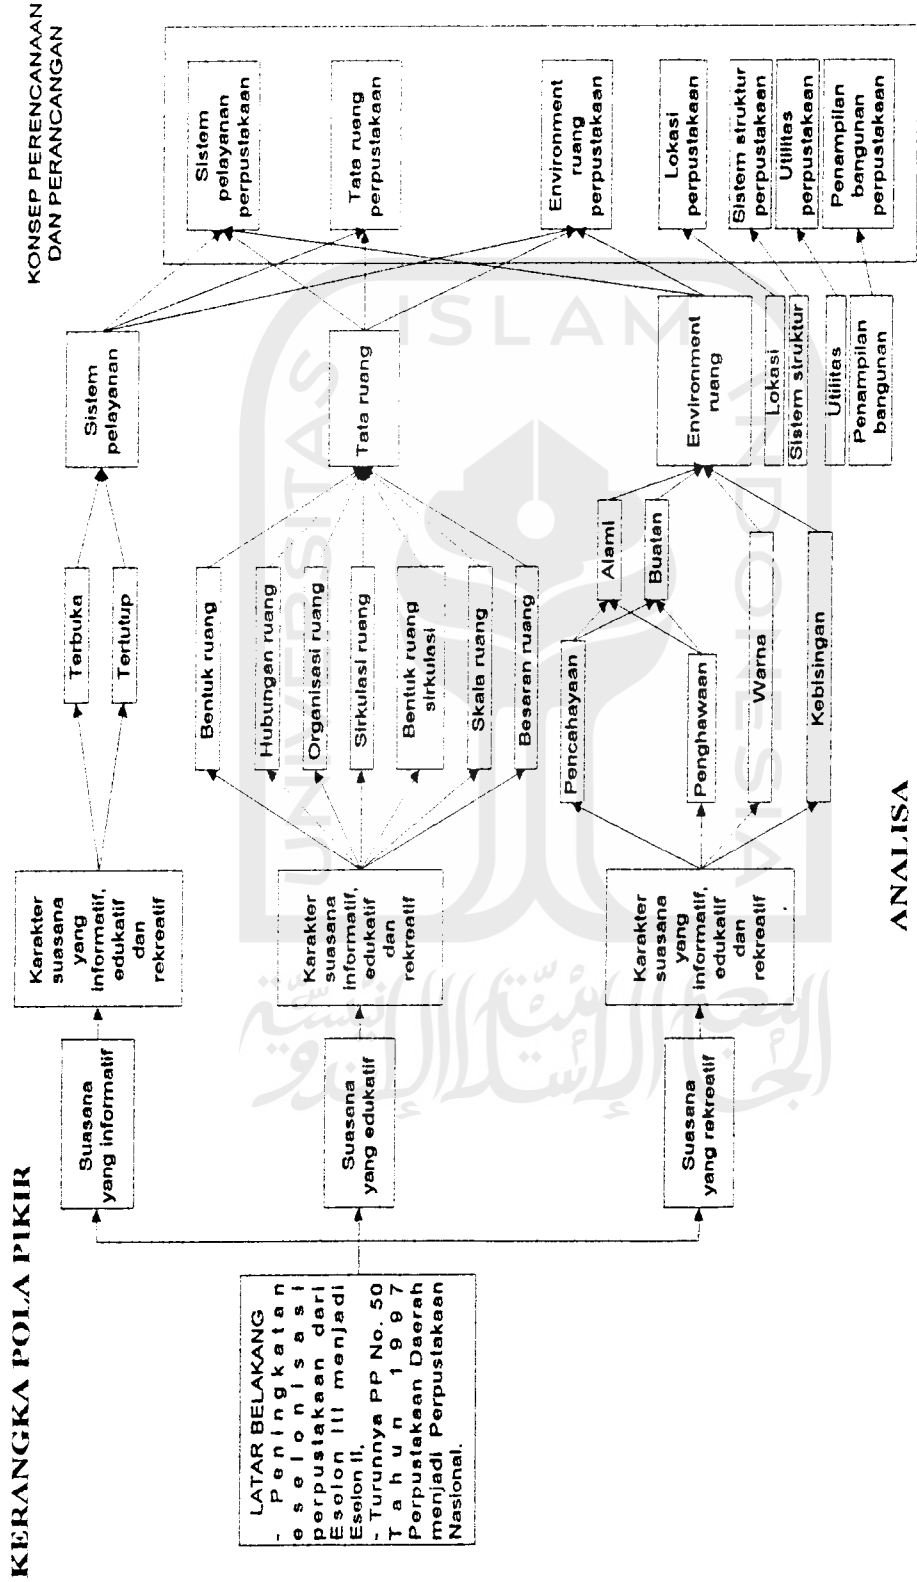 KERANGKA POLA PIKIR
LATAR BELAKANG
- Peningkatan
eselonisasi
perpustakaan dari
Eselon III menjadi
Eselon II.
- Turunnya PP No. 50
Tahun 1997
Perpustakaan Daerah
menjadi Perpustakaan
Nasional.
Suasana
yang informatif
Suasana
yang edukatif
Suasana
yang rekreatif
Karakter
suasana
yang
informatif,
edukatif
dan
rekreatif
Karakter
suasana
informatif,
edukatif
dan
rekreatif
Karakter
suasana
yang
informatif,
edukatif
dan
rekreatif
Terbuka
Tertutup
Bentuk ruang
Hubungan ruang
Organisasi ruang
Sirkulasi ruang
Bentuk ruang
sirkulasi
Skala ruang
Besaran ruang
Pencahayaan
Penghawaan
Warna
Kebisingan
Alami
Buatan
Sistem
pelayanan
Tata ruang
Environment
ruang
Lokasi
Sistem struktur
Utilitas
Penampilan
bangunan
KONSEP PERENCANAAN
DAN PERANCANGAN
Sistem
pelayanan
perpustakaan
Tata rueng
perpustakaan
Environment
ruang
perpustakaan
Lokasi
perpustakaan
Sistem struktur
perpustakaan
Utilitas
perpustakaan
Penampilan
bangunan
perpustakaan
ANALISA
UNIVERSITAS
ISLAM
INDONESIA